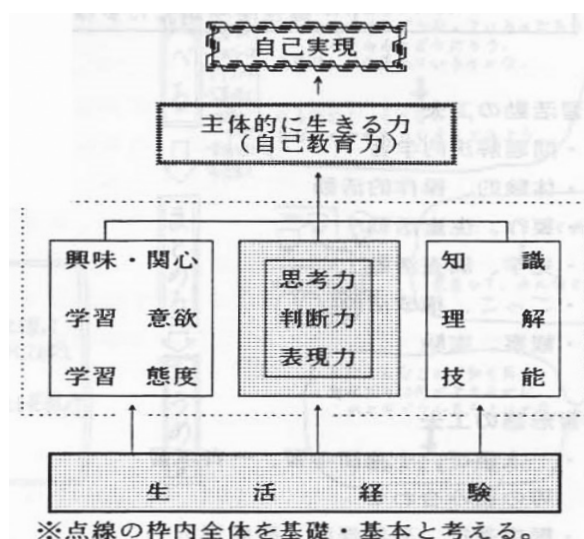 自己実現
主体的に生きる力
(自己教育力)
興味・関心
学習 意欲
学習 態度
思考力
判断力
表現力
知 識
理 解
技 能
生 活 経 験
※点線の枠内全体を基礎・基本と考える。